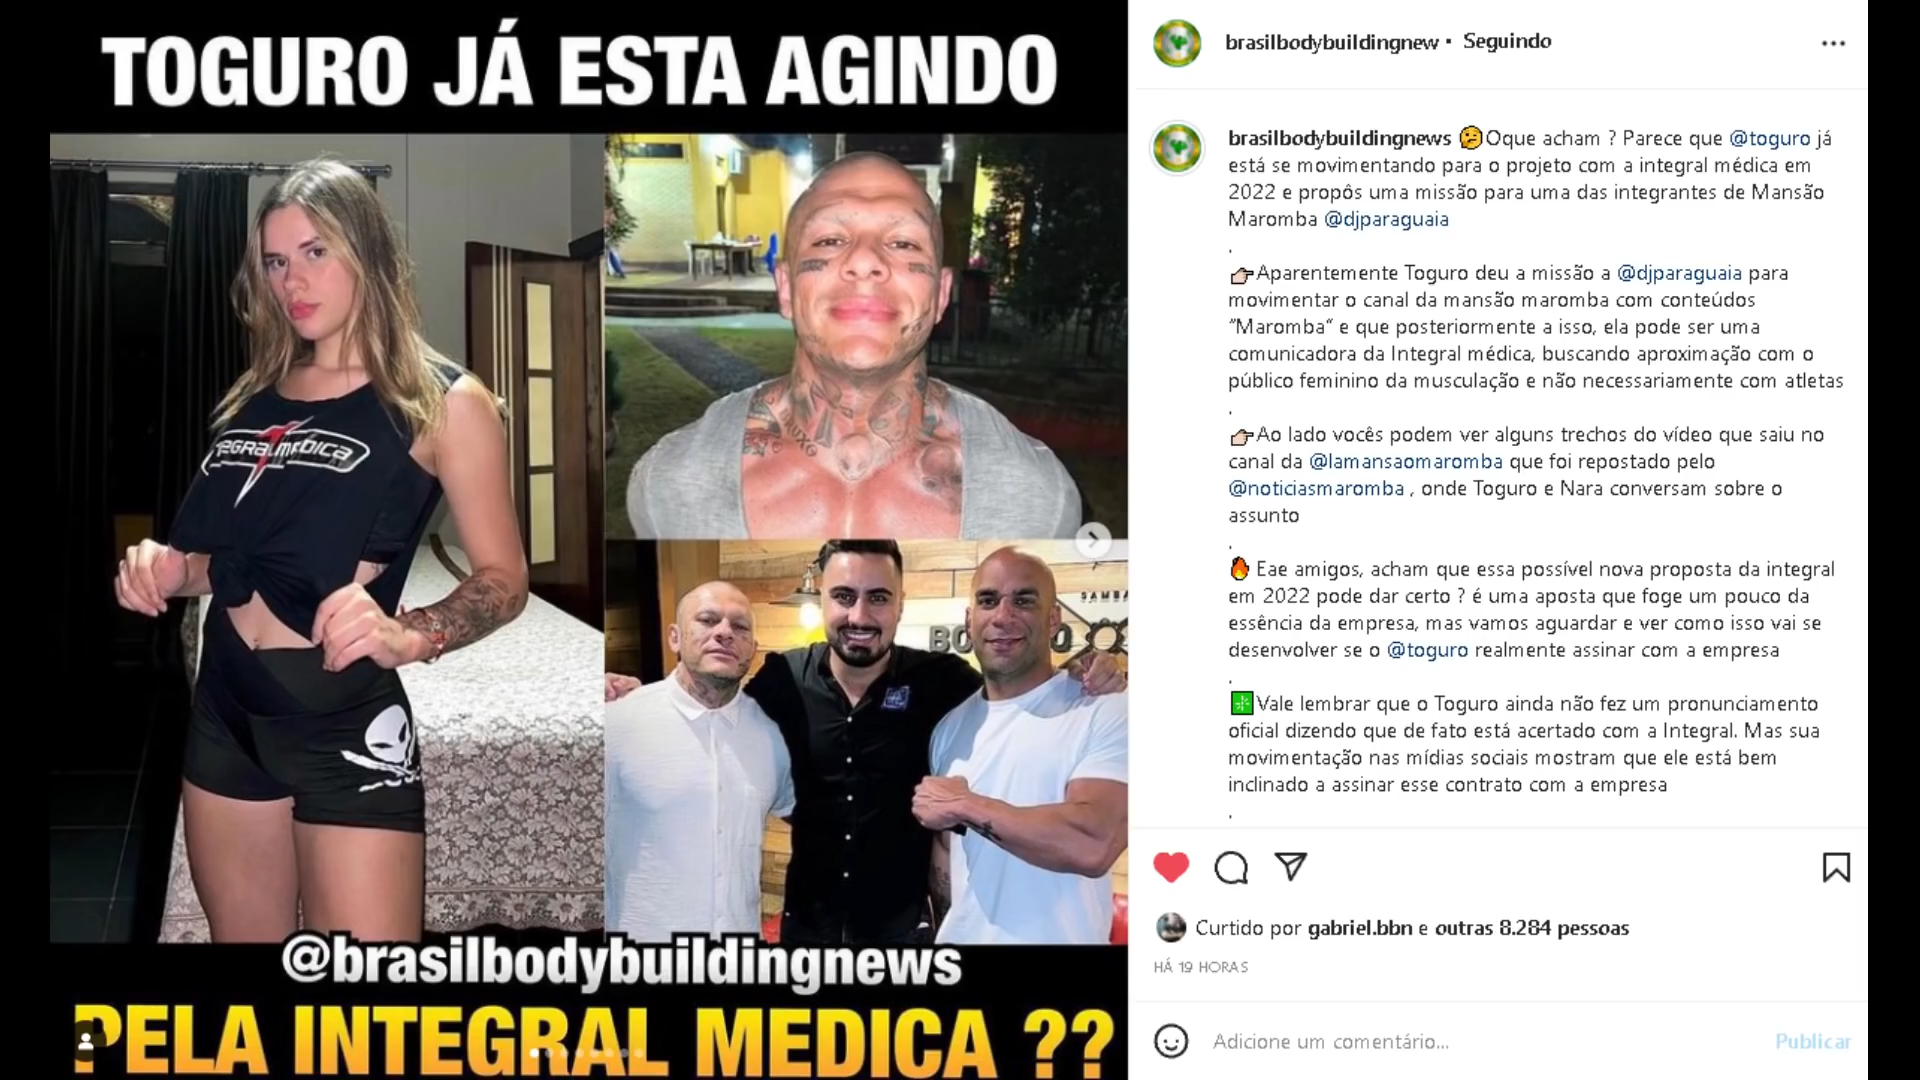 TOGURO JÁ ESTA AGINDO
EGRALMEDICA
SAMBA
@brasilbodybuildingnews
PELA INTEGRAL MEDICA ??
brasilbodybuildingnew • Seguindo
brasilbodybuildingnews 🤔Oque acham ? Parece que @toguro já
está se movimentando para o projeto com a integral médica em
2022 e propôs uma missão para uma das integrantes de Mansão
Maromba @djparaguaia
.
👉Aparentemente Toguro deu a missão a @djparaguaia para
movimentar o canal da mansão maromba com conteúdos
“Maromba“ e que posteriormente a isso, ela pode ser uma
comunicadora da Integral médica, buscando aproximação com o
público feminino da musculação e não necessariamente com atletas
.
👉Ao lado vocês podem ver alguns trechos do vídeo que saiu no
canal da @lamansaomaromba que foi repostado pelo
@noticiasmaromba , onde Toguro e Nara conversam sobre o
assunto
.
🔥 Eae amigos, acham que essa possível nova proposta da integral
em 2022 pode dar certo ? é uma aposta que foge um pouco da
essência da empresa, mas vamos aguardar e ver como isso vai se
desenvolver se o @toguro realmente assinar com a empresa
.
❇️Vale lembrar que o Toguro ainda não fez um pronunciamento
oficial dizendo que de fato está acertado com a Integral. Mas sua
movimentação nas mídias sociais mostram que ele está bem
inclinado a assinar esse contrato com a empresa
.
Curtido por gabriel.bbn e outras 8.284 pessoas
HÁ 19 HORAS
Adicione um comentário...
Publicar